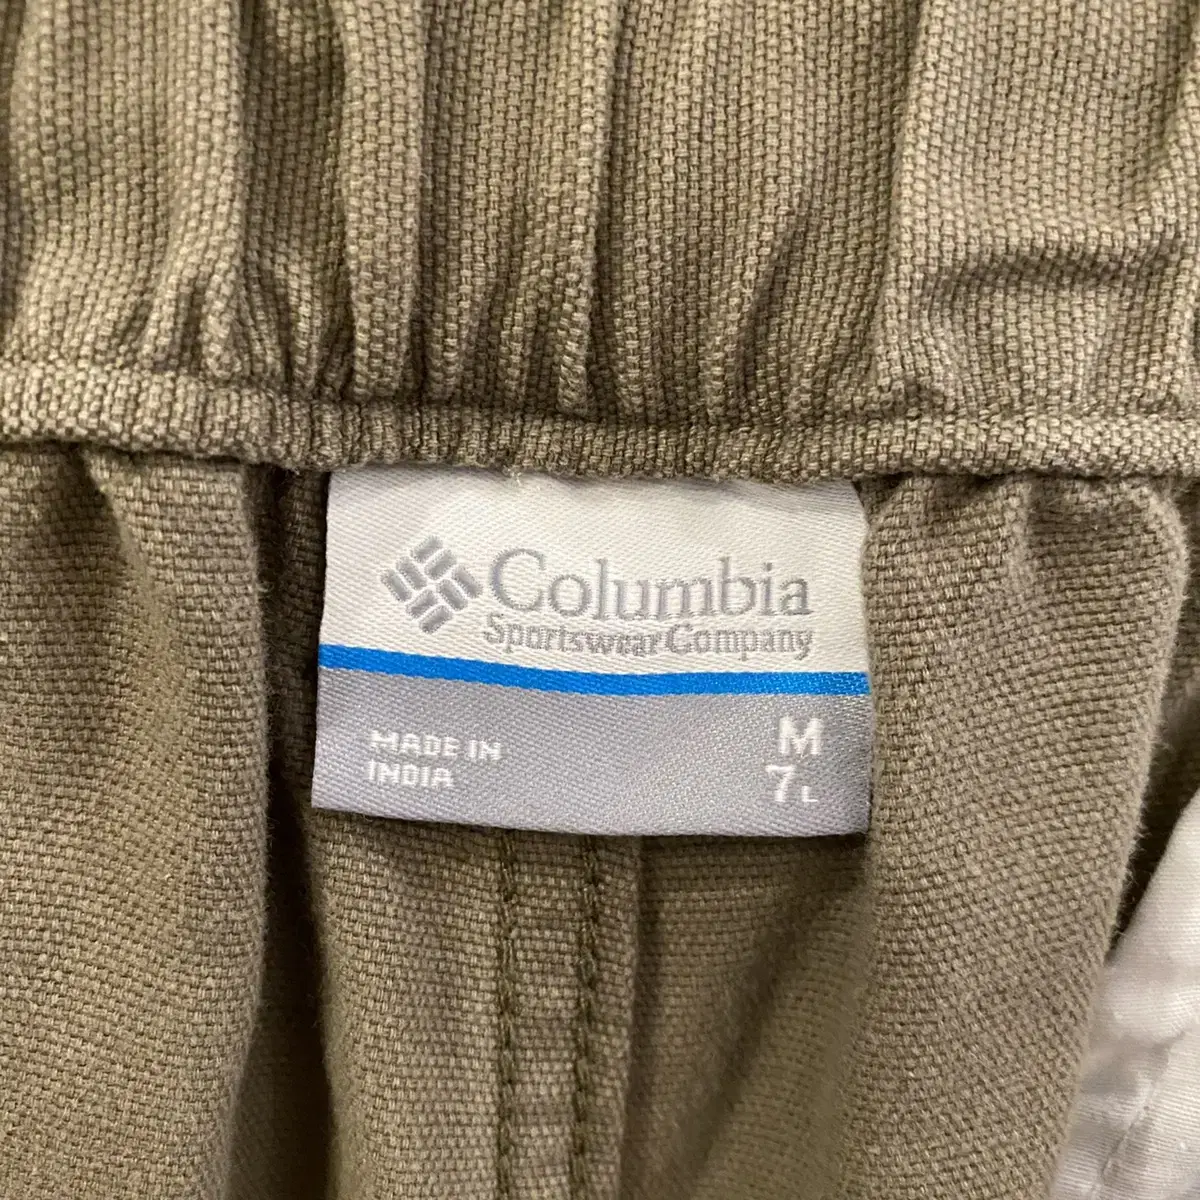 Columbia
Sportswear Company
MADE IN
INDIA
M
7L